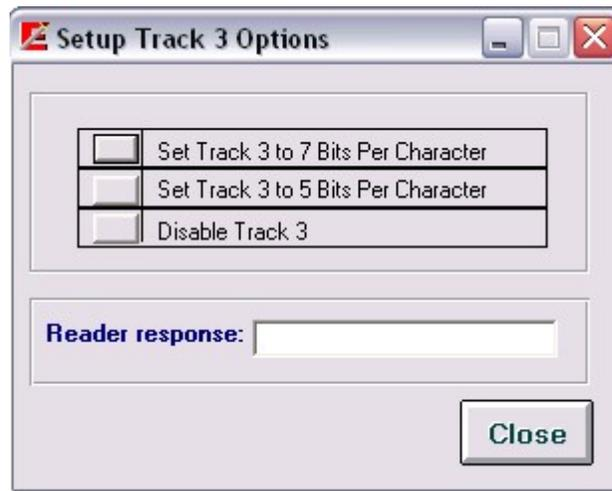 Setup Track 3 Options
Set Track 3 to 7 Bits Per Character
Set Track 3 to 5 Bits Per Character
Disable Track 3
Reader response:
Close